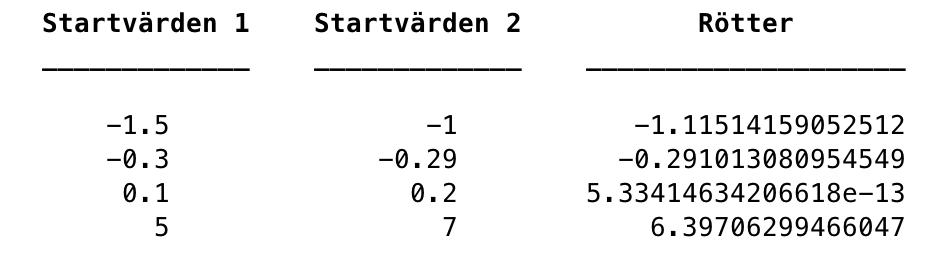 Startvärden 1 Startvärden 2 Rötter
-1.5 -1 -1.11514159052512
-0.3 -0.29 -0.291013080954549
0.1 0.2 5.33414634206618e-13
5 7 6.39706299466047